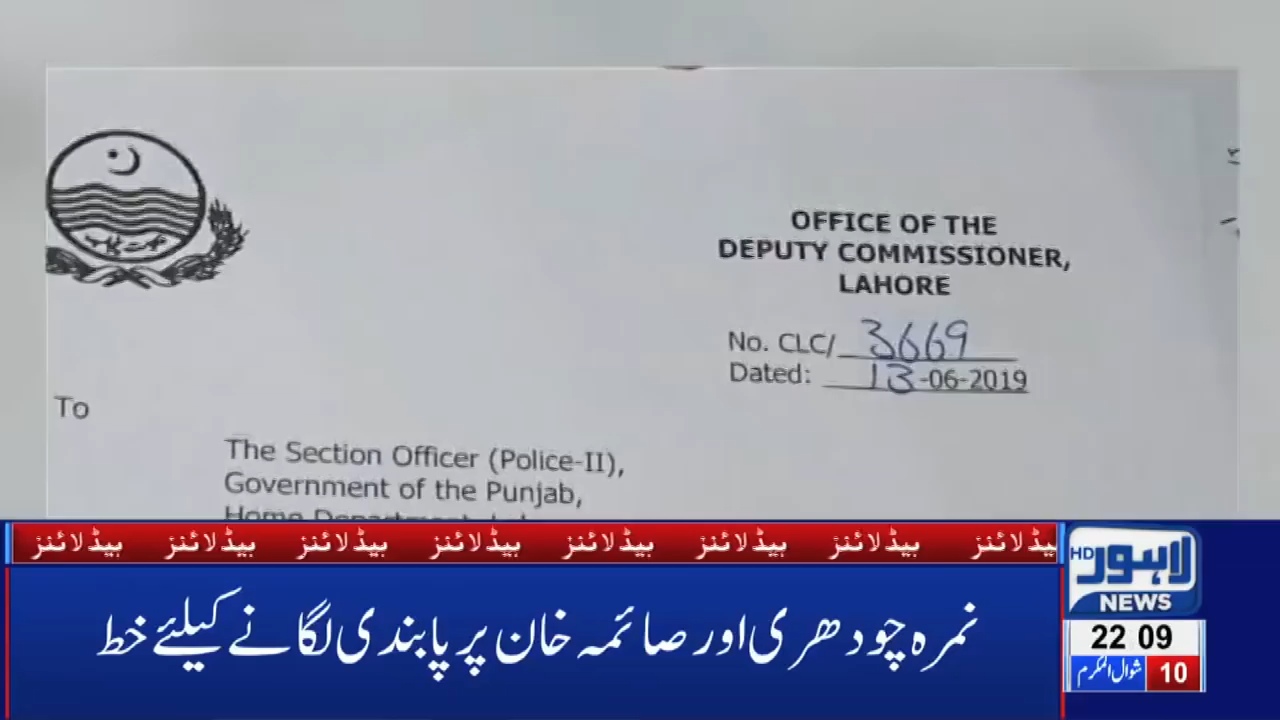 OFFICE OF THE
DEPUTY COMMISSIONER,
LAHORE
No. CLC/ 3669
Dated: 13-06-2019
To
The Section Officer (Police-II),
Government of the Punjab,
Home Department,
ہیڈلائنز ہیڈلائنز ہیڈلائنز ہیڈلائنز ہیڈلائنز ہیڈلائنز ہیڈلائنز ہیڈلائنز
نمرہ چودھری اور صائمہ خان پر پابندی لگانے کیلئے خط
لاہور HD
NEWS
22 09
10 شوال المکرم